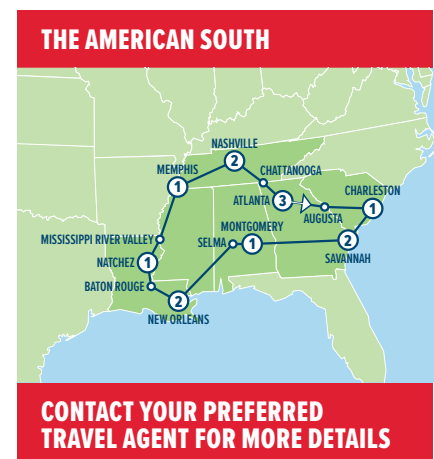 THE AMERICAN SOUTH
NASHVILLE
2
MEMPHIS
1
CHATTANOOGA
ATLANTA
3
CHARLESTON
1
AUGUSTA
MONTGOMERY
1
MISSISSIPPI RIVER VALLEY
SELMA
2
SAVANNAH
NATCHEZ
1
BATON ROUGE
2
NEW ORLEANS
CONTACT YOUR PREFERRED
TRAVEL AGENT FOR MORE DETAILS